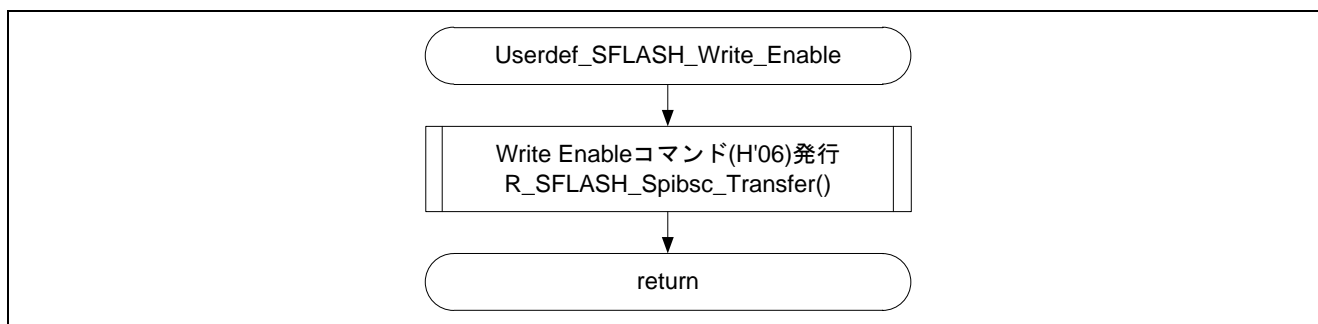 Userdef_SFLASH_Write_Enable
Write Enableコマンド(H'06)発行
R_SFLASH_Spibsc_Transfer()
return